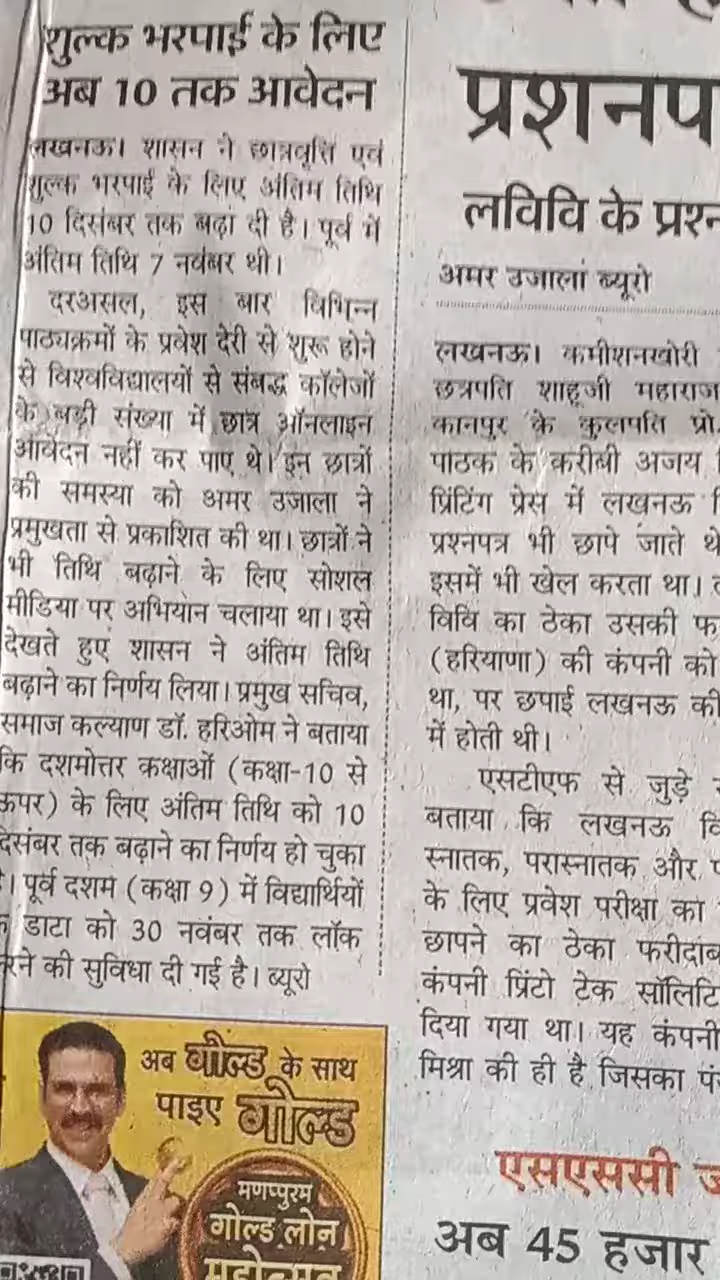 शुल्क भरपाई के लिए
अब 10 तक आवेदन
लखनऊ। शासन ने छात्रवृत्ति एवं
शुल्क भरपाई के लिए अंतिम तिथि
10 दिसंबर तक बढ़ा दी है। पूर्व में
अंतिम तिथि 7 नवंबर थी।
दरअसल, इस बार विभिन्न
पाठ्यक्रमों के प्रवेश देरी से शुरू होने
से विश्वविद्यालयों से संबद्ध कॉलेजों
के बड़ी संख्या में छात्र ऑनलाइन
आवेदन नहीं कर पाए थे। इन छात्रों
की समस्या को अमर उजाला ने
प्रमुखता से प्रकाशित की था। छात्रों ने
भी तिथि बढ़ाने के लिए सोशल
मीडिया पर अभियान चलाया था। इसे
देखते हुए शासन ने अंतिम तिथि
बढ़ाने का निर्णय लिया। प्रमुख सचिव,
समाज कल्याण डॉ. हरिओम ने बताया
कि दशमोत्तर कक्षाओं (कक्षा-10 से
ऊपर) के लिए अंतिम तिथि को 10
दिसंबर तक बढ़ाने का निर्णय हो चुका
है। पूर्व दशम (कक्षा 9) में विद्यार्थियों
डाटा को 30 नवंबर तक लॉक
करने की सुविधा दी गई है। ब्यूरो
अब गोल्ड के साथ
पाइए गोल्ड
मणप्पुरम
गोल्ड लोन
महोत्सव
प्रशनप
लविवि के प्रश्न
अमर उजाला ब्यूरो
लखनऊ। कमीशनखोरी
छत्रपति शाहूजी महाराज
कानपुर के कुलपति प्रो.
पाठक के करीबी अजय
प्रिंटिंग प्रेस में लखनऊ
प्रश्नपत्र भी छापे जाते थे
इसमें भी खेल करता था।
विवि का ठेका उसकी
(हरियाणा) की कंपनी को
था, पर छपाई लखनऊ की
में होती थी।
एसटीएफ से जुड़े
बताया कि लखनऊ
स्नातक, परास्नातक और
के लिए प्रवेश परीक्षा का
छापने का ठेका फरीदाब
कंपनी प्रिंटो टेक सॉलिटि
दिया गया था। यह कंपनी
मिश्रा की ही है जिसका
एसएससी
अब 45 हजार